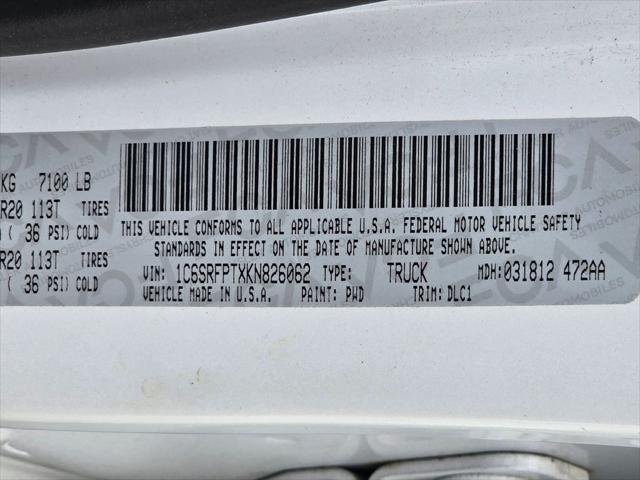 KG 7100 LB
R20 113T TIRES
( 36 PSI) COLD
R20 113T TIRES
( 36 PSI) COLD
THIS VEHICLE CONFORMS TO ALL APPLICABLE U.S.A. FEDERAL MOTOR VEHICLE SAFETY
STANDARDS IN EFFECT ON THE DATE OF MANUFACTURE SHOWN ABOVE.
VIN: 1C6SRFPTXKN826062 TYPE: TRUCK MDH: 031812 472AA
VEHICLE MADE IN U.S.A. PAINT: PWD TRIM: DLC1